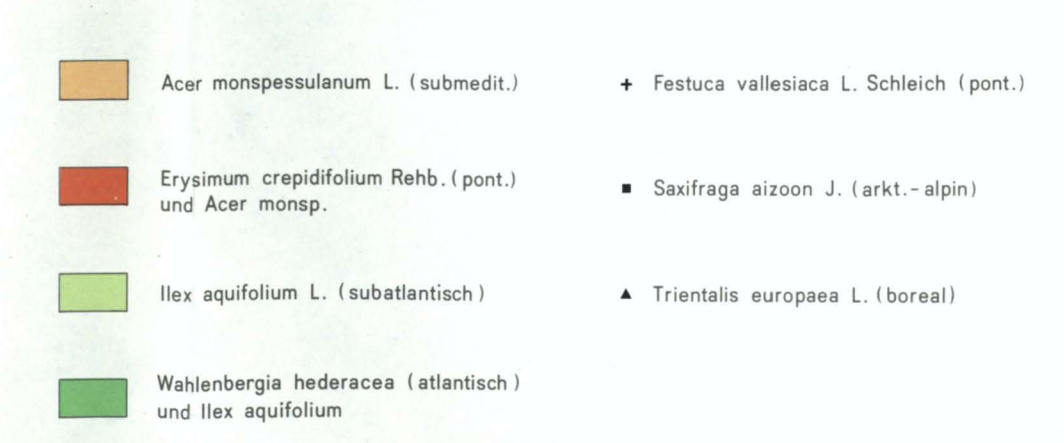 Acer monspessulanum L. (submedit.)
Erysimum crepidifolium Rehb. (pont.)
und Acer monsp.
Ilex aquifolium L. (subatlantisch)
Wahlenbergia hederacea (atlantisch)
und Ilex aquifolium
+ Festuca vallesiaca L. Schleich (pont.)
■ Saxifraga aizoon J. (arkt.-alpin)
▲ Trientalis europaea L. (boreal)